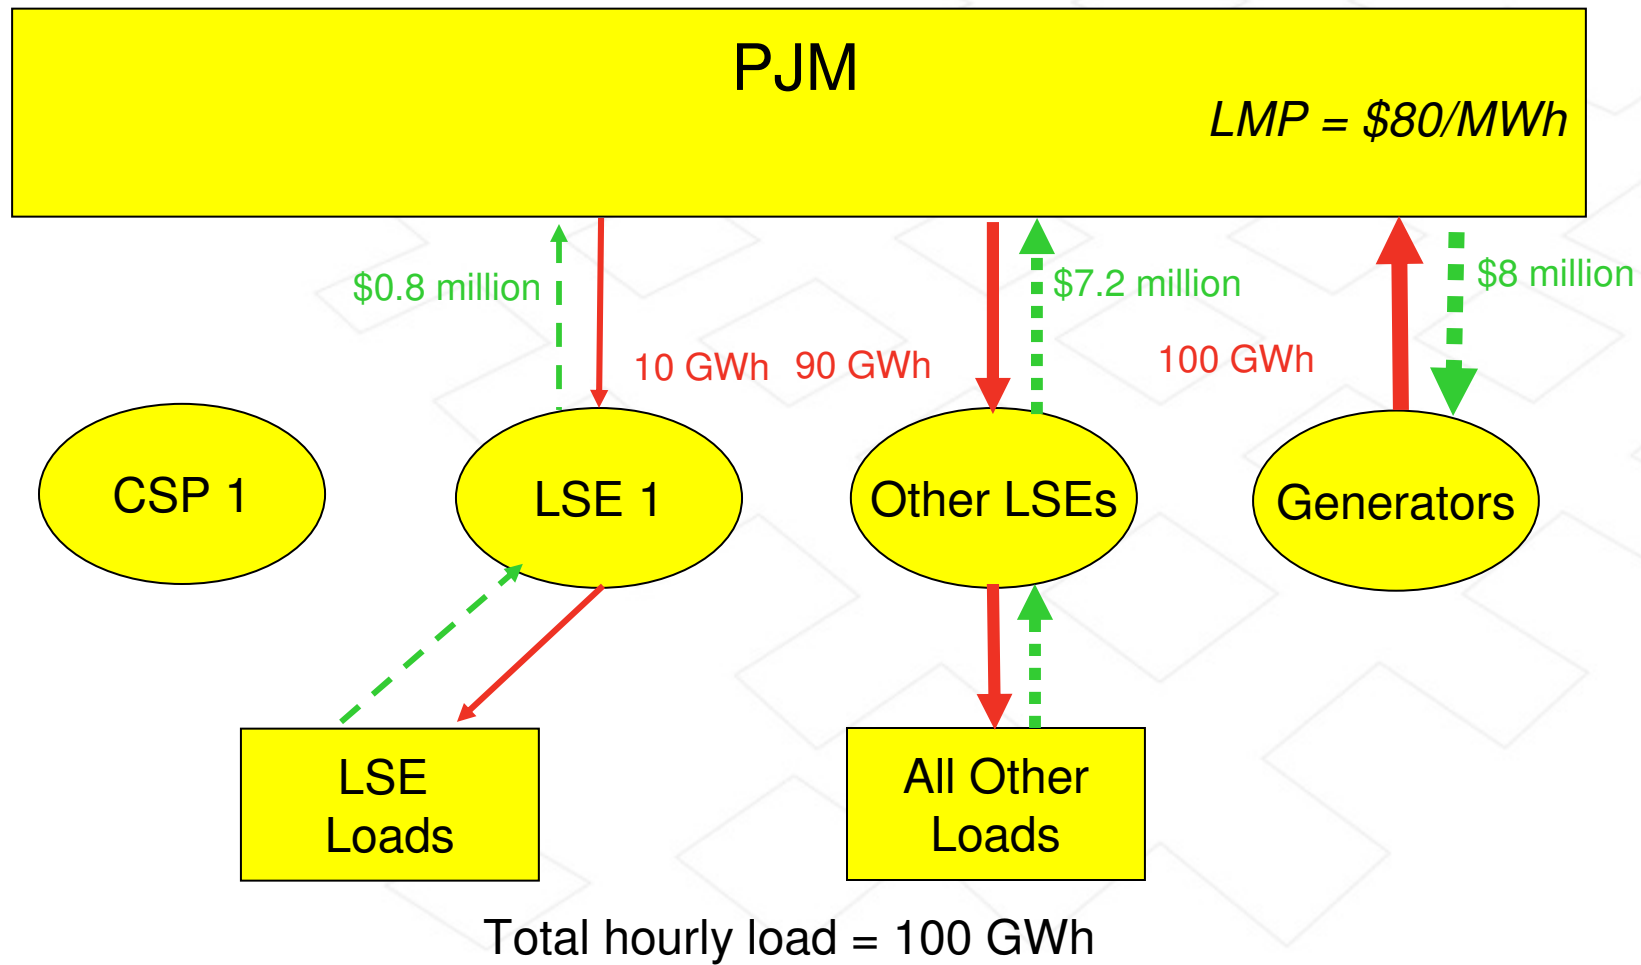 PJM
LMP = $80/MWh
$0.8 million
$7.2 million
$8 million
10 GWh
90 GWh
100 GWh
CSP 1
LSE 1
Other LSEs
Generators
LSE
Loads
All Other
Loads
Total hourly load = 100 GWh